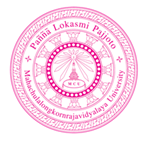 Paññā Lokasmi Pajjoto
M C U
Mahachulalongkornrajavidyalaya University